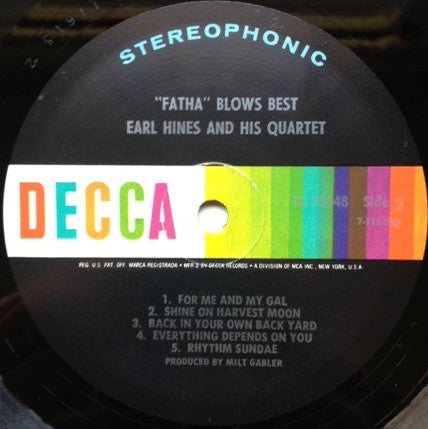 STEREOPHONIC
"FATHA" BLOWS BEST
EARL HINES AND HIS QUARTET
DECCA
Side 2
REG. U.S. PAT. OFF. MARCA REGISTRADA • MFR'D BY DECCA RECORDS • A DIVISION OF MCA INC., NEW YORK, U.S.A
1. FOR ME AND MY GAL
2. SHINE ON HARVEST MOON
3. BACK IN YOUR OWN BACK YARD
4. EVERYTHING DEPENDS ON YOU
5. RHYTHM SUNDAE
PRODUCED BY MILT GABLER